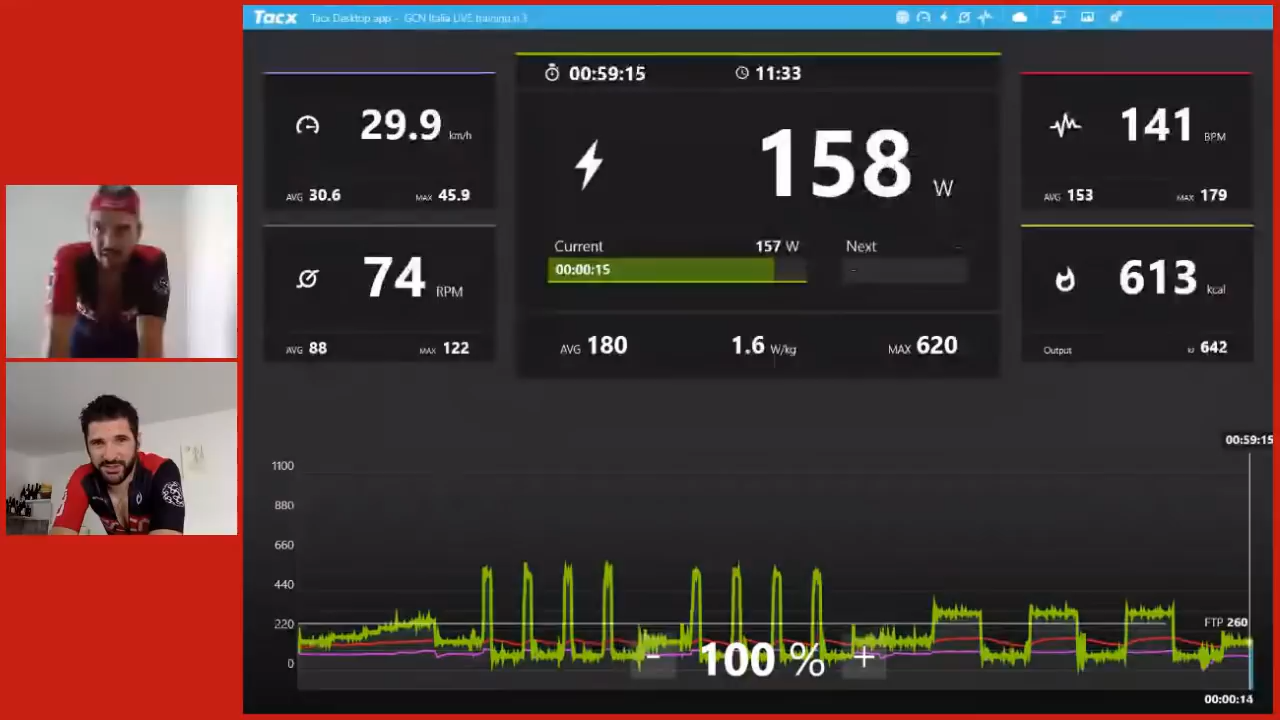 Tacx Tacx Desktop app - GCN Italia LIVE training n.3
00:59:15 11:33
29.9 km/h
AVG 30.6 MAX 45.9
158 W
141 BPM
AVG 153 MAX 179
Current 157 W Next -
00:00:15 -
74 RPM
AVG 88 MAX 122
613 kcal
AVG 180 1.6 W/kg MAX 620
Output kJ 642
00:59:15
1100
880
660
440
220
FTP 260
0
- 100 % +
00:00:14